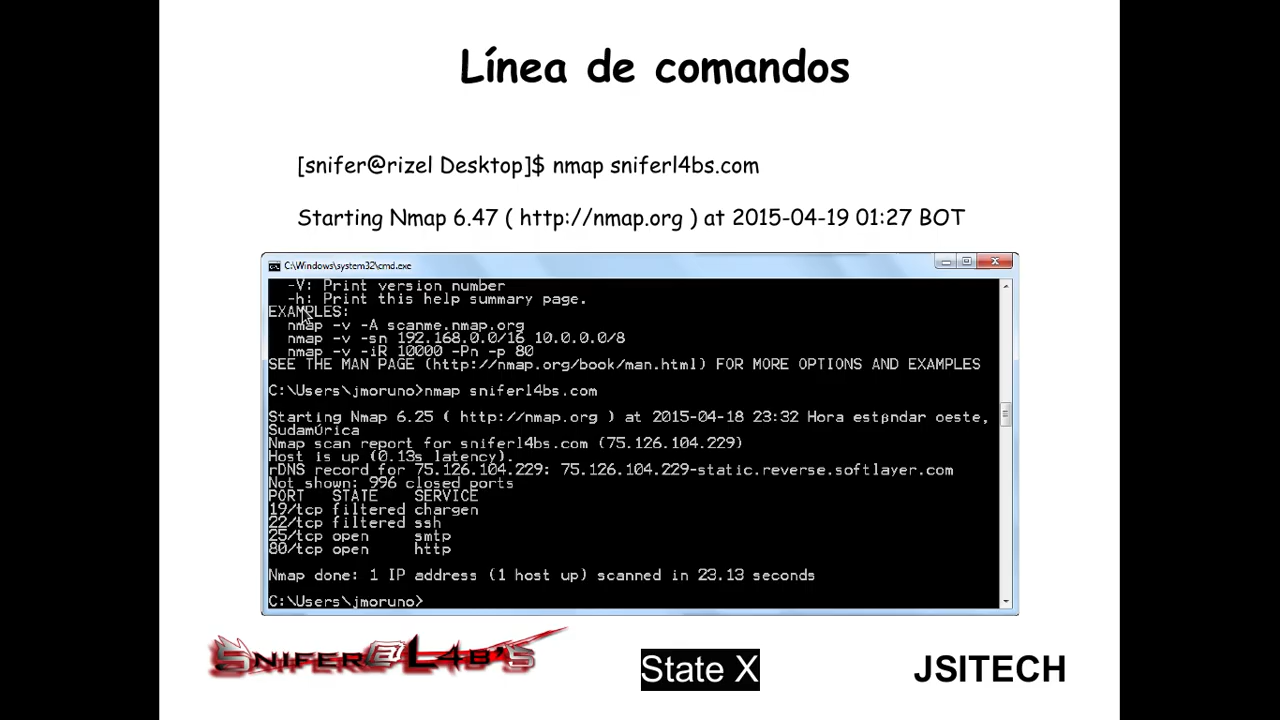 Línea de comandos
[snifer@rizel Desktop]$ nmap sniferl4bs.com
Starting Nmap 6.47 ( http://nmap.org ) at 2015-04-19 01:27 BOT
C:\Windows\system32\cmd.exe
-V: Print version number
-h: Print this help summary page.
EXAMPLES:
nmap -v -A scanme.nmap.org
nmap -v -sn 192.168.0.0/16 10.0.0.0/8
nmap -v -iR 10000 -Pn -p 80
SEE THE MAN PAGE (http://nmap.org/book/man.html) FOR MORE OPTIONS AND EXAMPLES
C:\Users\jmoruno>nmap sniferl4bs.com
Starting Nmap 6.25 ( http://nmap.org ) at 2015-04-18 23:32 Hora estßndar oeste,
SudamÚrica
Nmap scan report for sniferl4bs.com (75.126.104.229)
Host is up (0.13s latency).
rDNS record for 75.126.104.229: 75.126.104.229-static.reverse.softlayer.com
Not shown: 996 closed ports
PORT STATE SERVICE
19/tcp filtered chargen
22/tcp filtered ssh
25/tcp open smtp
80/tcp open http
Nmap done: 1 IP address (1 host up) scanned in 23.13 seconds
C:\Users\jmoruno>
SNIFER@L4B'S
State X
JSITECH